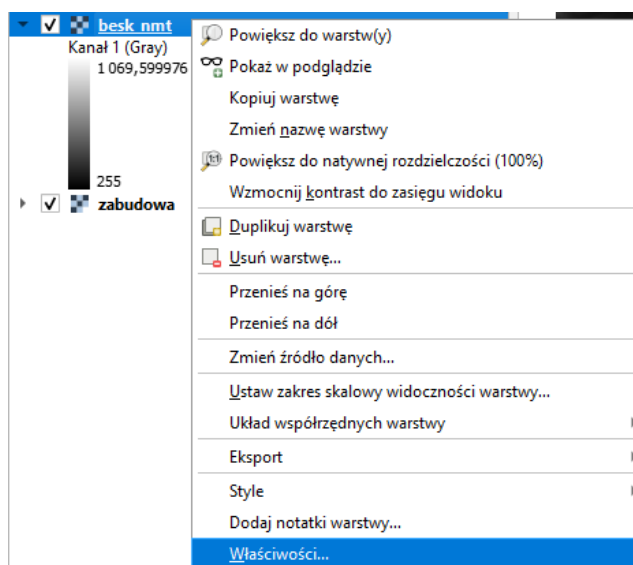 besk_nmt
Kanał 1 (Gray)
1 069,599976
255
zabudowa
Powiększ do warstw(y)
Pokaż w podglądzie
Kopiuj warstwę
Zmień nazwę warstwy
Powiększ do natywnej rozdzielczości (100%)
Wzmocnij kontrast do zasięgu widoku
Duplikuj warstwę
Usuń warstwę...
Przenieś na górę
Przenieś na dół
Zmień źródło danych...
Ustaw zakres skalowy widoczności warstwy...
Układ współrzędnych warstwy
Eksport
Style
Dodaj notatki warstwy...
Właściwości...